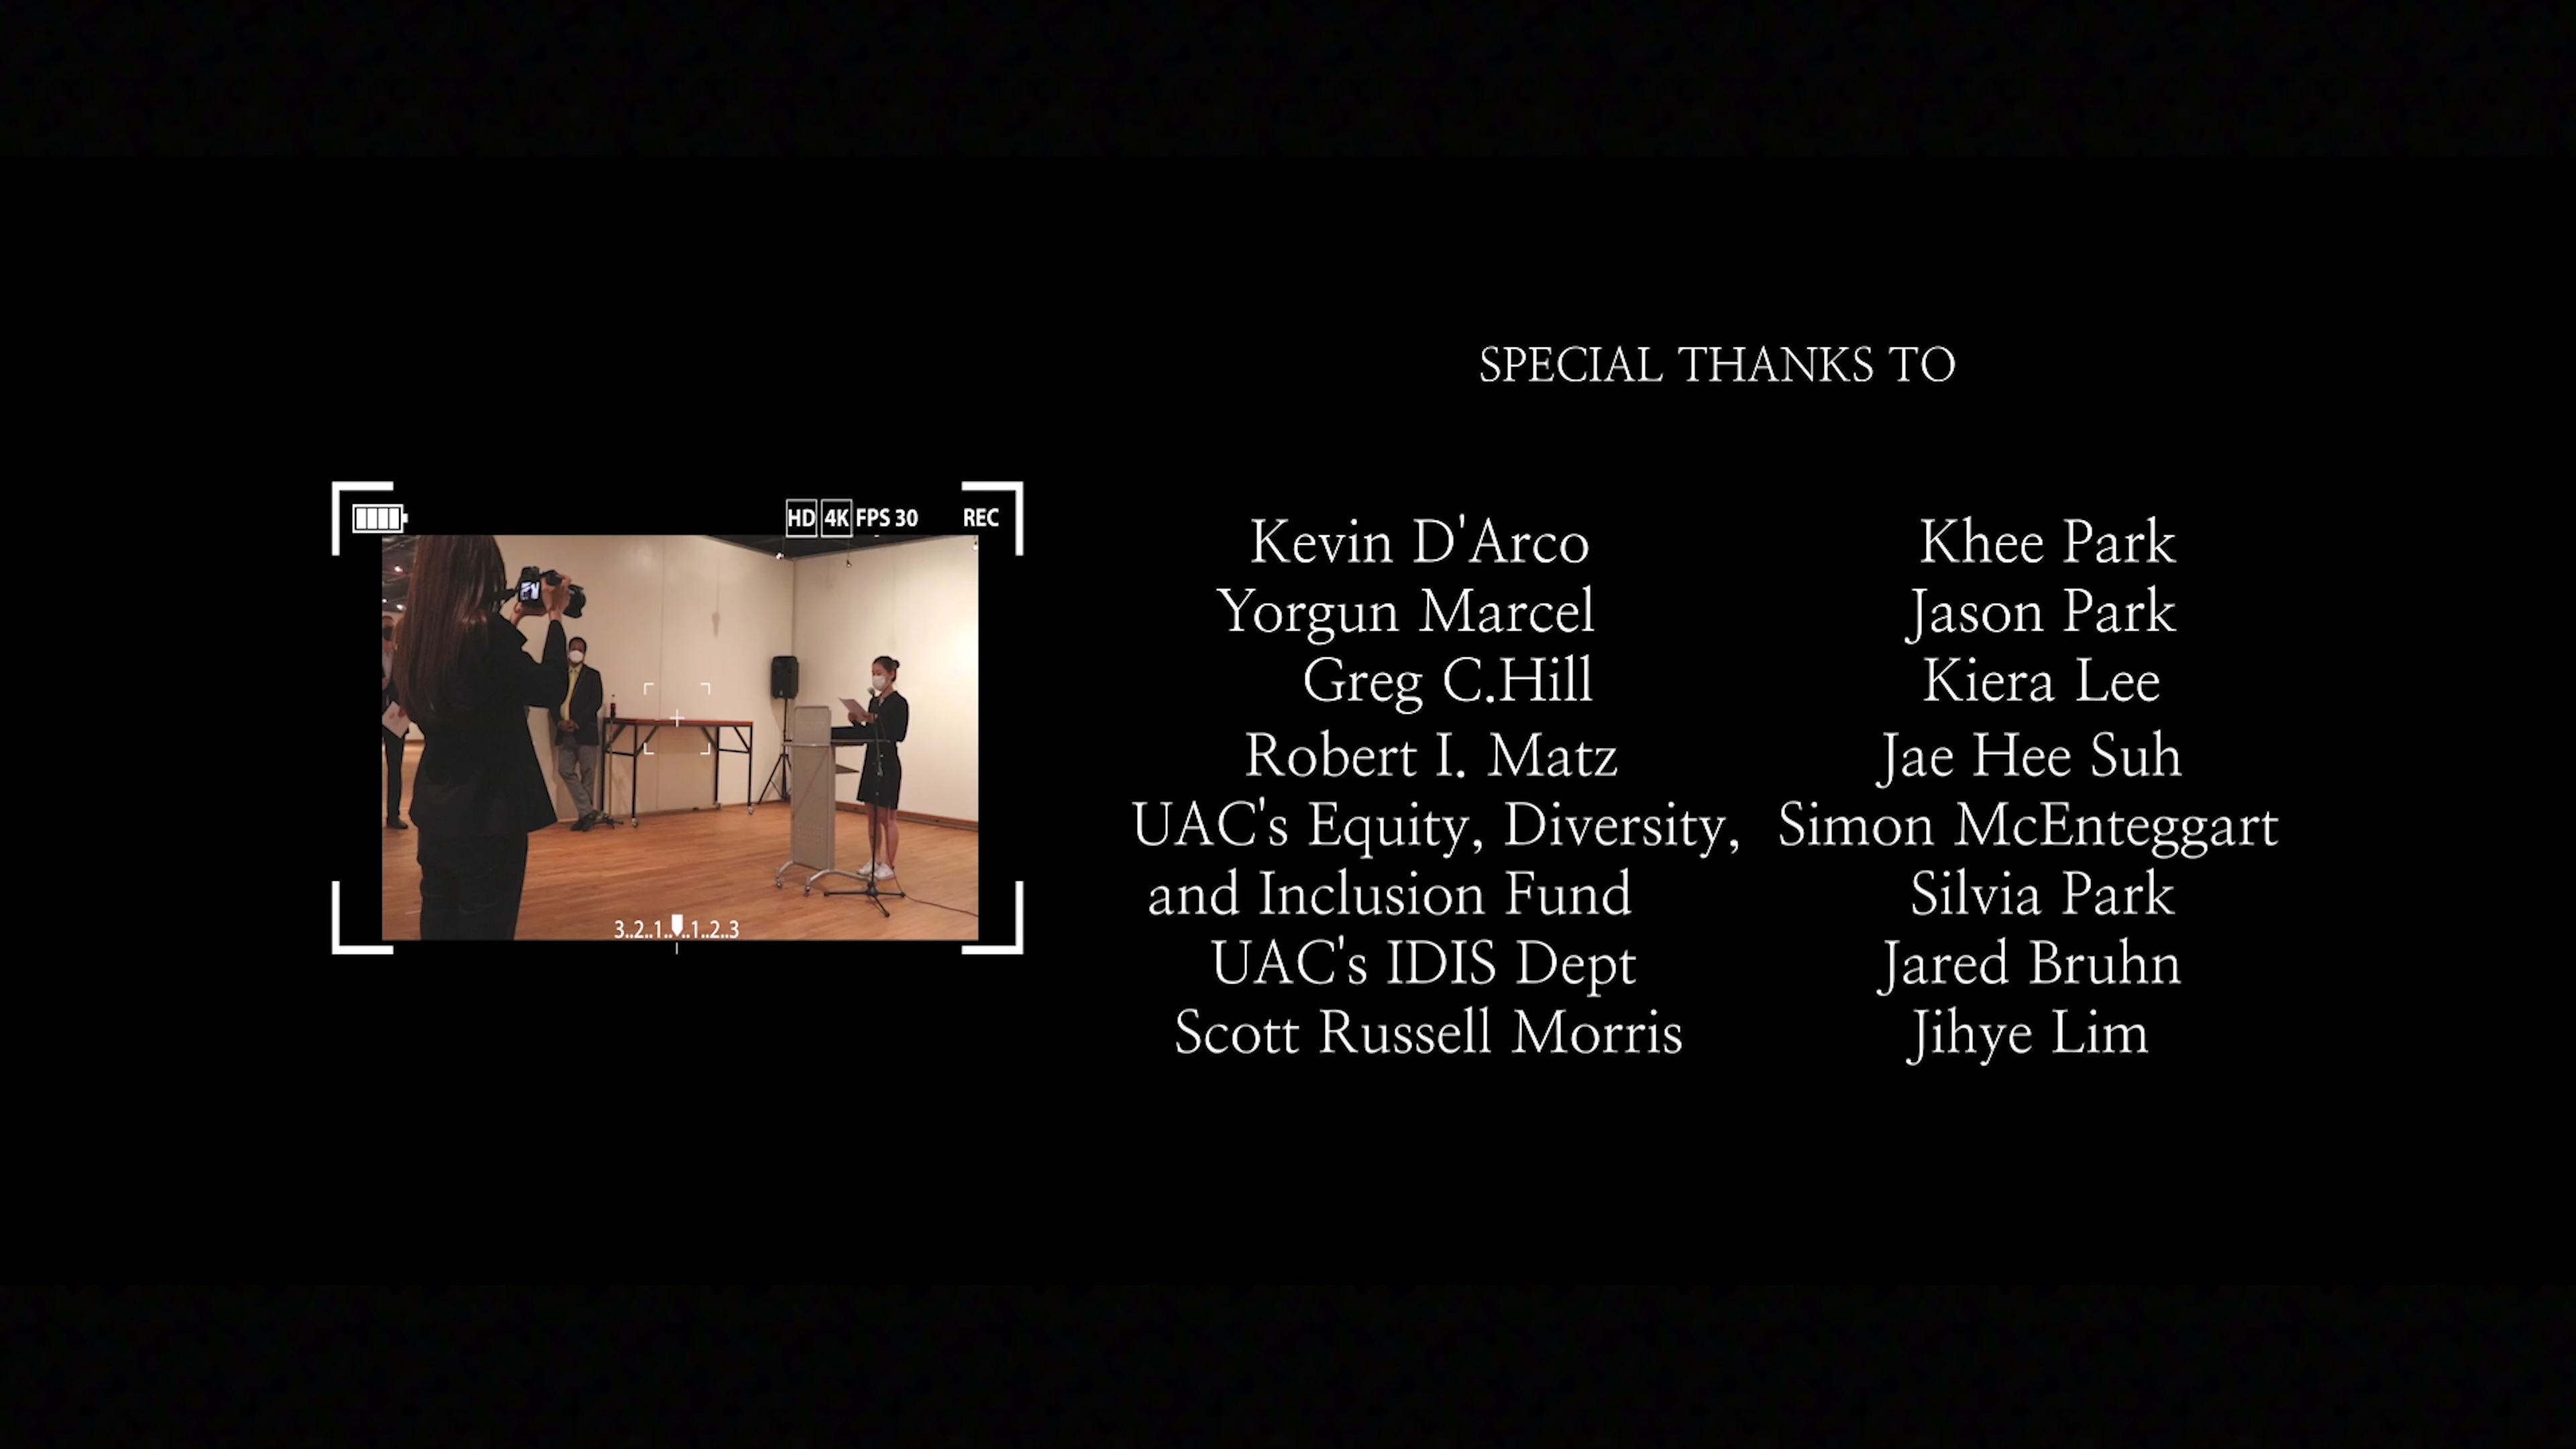 SPECIAL THANKS TO
HD 4K FPS 30 REC
3..2..1....1..2..3
Kevin D'Arco
Yorgun Marcel
Greg C.Hill
Robert I. Matz
UAC's Equity, Diversity,
and Inclusion Fund
UAC's IDIS Dept
Scott Russell Morris
Khee Park
Jason Park
Kiera Lee
Jae Hee Suh
Simon McEnteggart
Silvia Park
Jared Bruhn
Jihye Lim